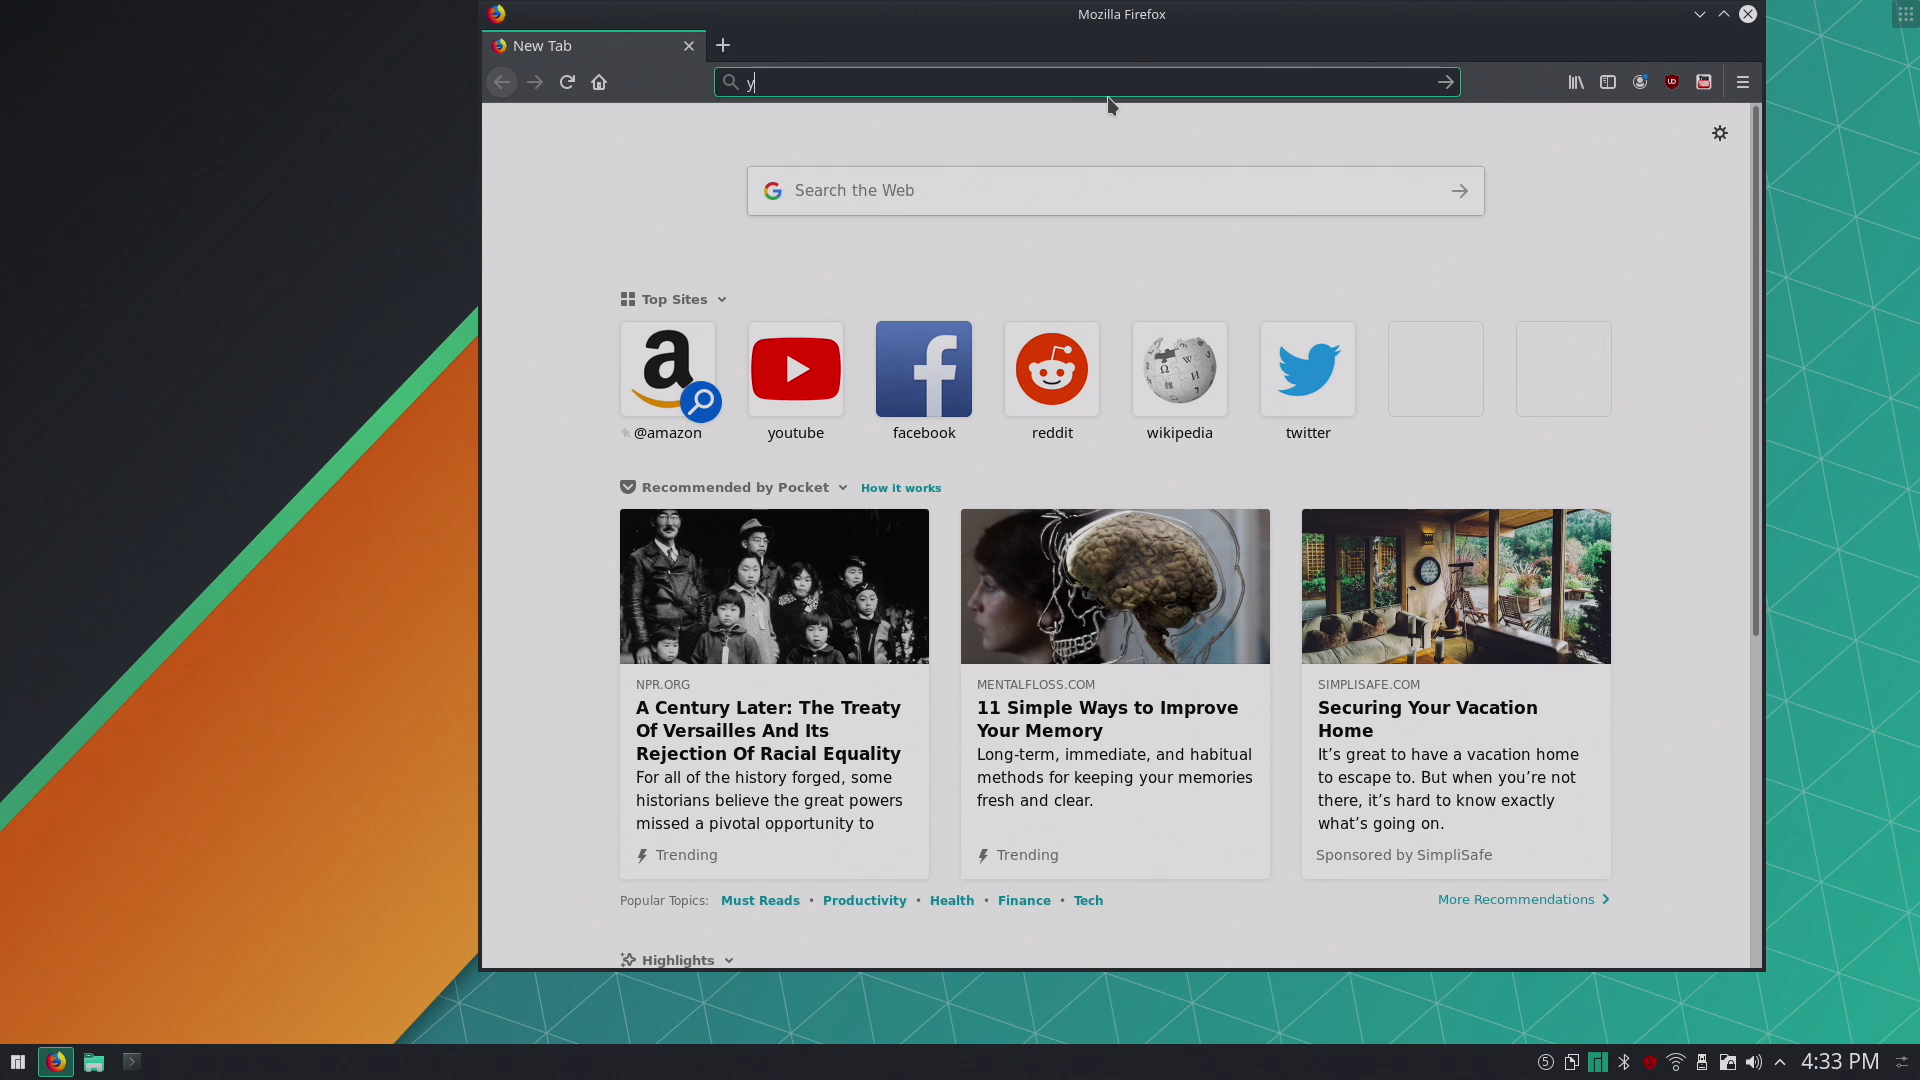 Mozilla Firefox
New Tab
y
Search the Web
Top Sites
@amazon
youtube
facebook
reddit
wikipedia
twitter
Recommended by Pocket How it works
NPR.ORG
A Century Later: The Treaty
Of Versailles And Its
Rejection Of Racial Equality
For all of the history forged, some
historians believe the great powers
missed a pivotal opportunity to
Trending
MENTALFLOSS.COM
11 Simple Ways to Improve
Your Memory
Long-term, immediate, and habitual
methods for keeping your memories
fresh and clear.
Trending
SIMPLISAFE.COM
Securing Your Vacation
Home
It’s great to have a vacation home
to escape to. But when you’re not
there, it’s hard to know exactly
what’s going on.
Sponsored by SimpliSafe
Popular Topics: Must Reads • Productivity • Health • Finance • Tech
More Recommendations
Highlights
5
4:33 PM